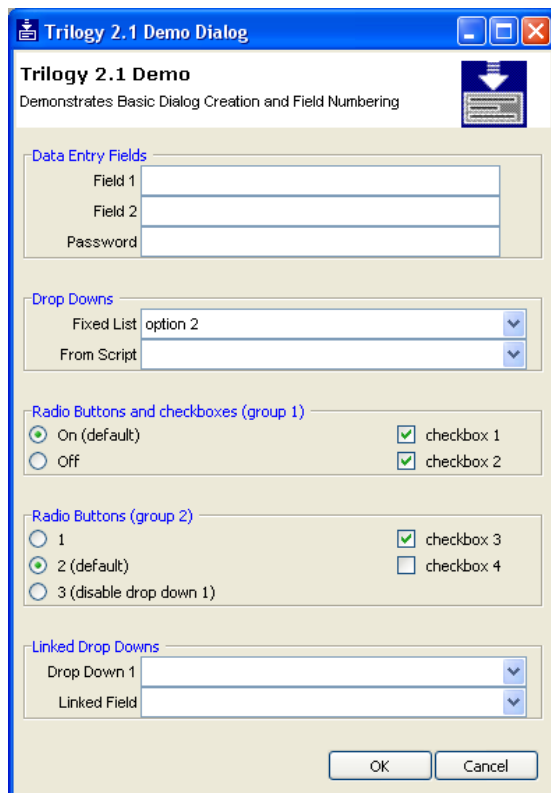 Trilogy 2.1 Demo Dialog
Trilogy 2.1 Demo
Demonstrates Basic Dialog Creation and Field Numbering
Data Entry Fields
Field 1
Field 2
Password
Drop Downs
Fixed List option 2
From Script
Radio Buttons and checkboxes (group 1)
On (default) checkbox 1
Off checkbox 2
Radio Buttons (group 2)
1 checkbox 3
2 (default) checkbox 4
3 (disable drop down 1)
Linked Drop Downs
Drop Down 1
Linked Field
OK Cancel